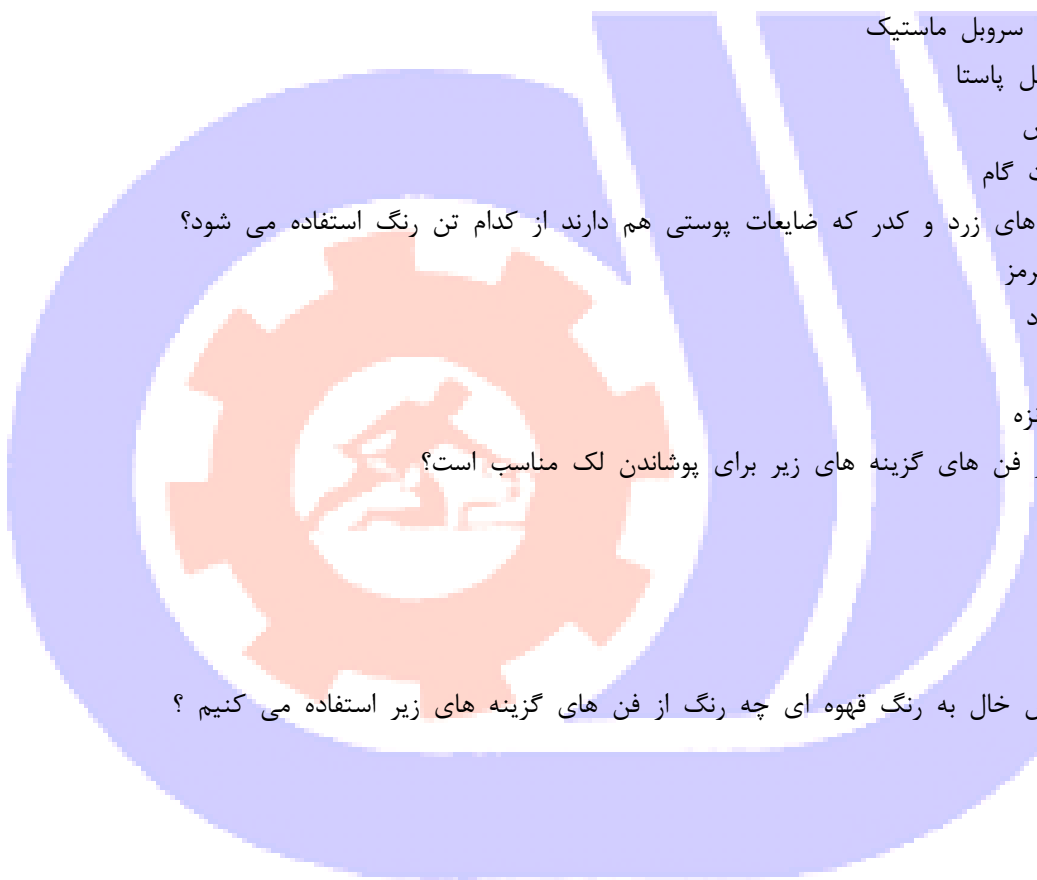 سروبل ماستیک
پاستا
گام
های زرد و کدر که ضایعات پوستی هم دارند از کدام تن رنگ استفاده می شود؟
فن های گزینه های زیر برای پوشاندن لک مناسب است؟
خال به رنگ قهوه ای چه رنگ از فن های گزینه های زیر استفاده می کنیم ؟